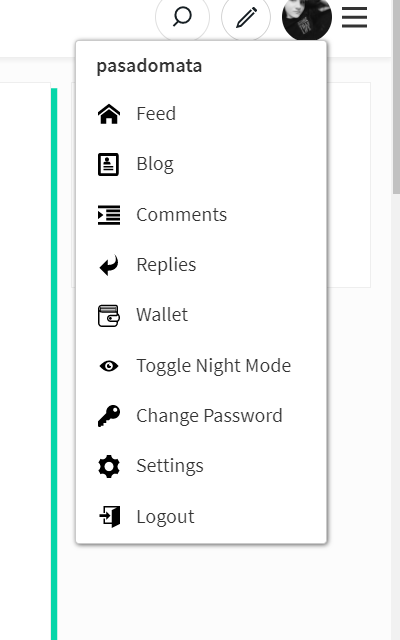 pasadomata
Feed
Blog
Comments
Replies
Wallet
Toggle Night Mode
Change Password
Settings
Logout